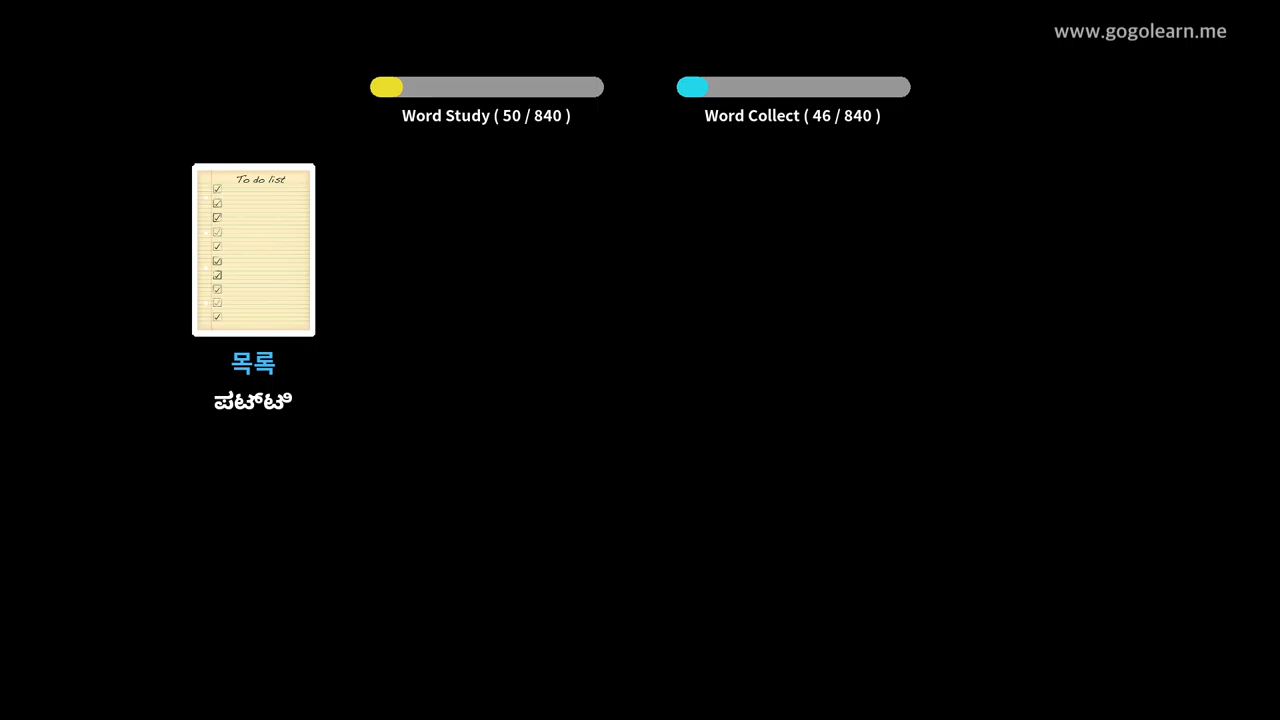 www.gogolearn.me
Word Study ( 50 / 840 )
Word Collect ( 46 / 840 )
To do list
목록
ಪಟ್ಟಿ